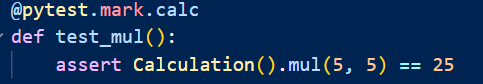 @pytest.mark.calc
def test_mul():
    assert Calculation().mul(5, 5) == 25